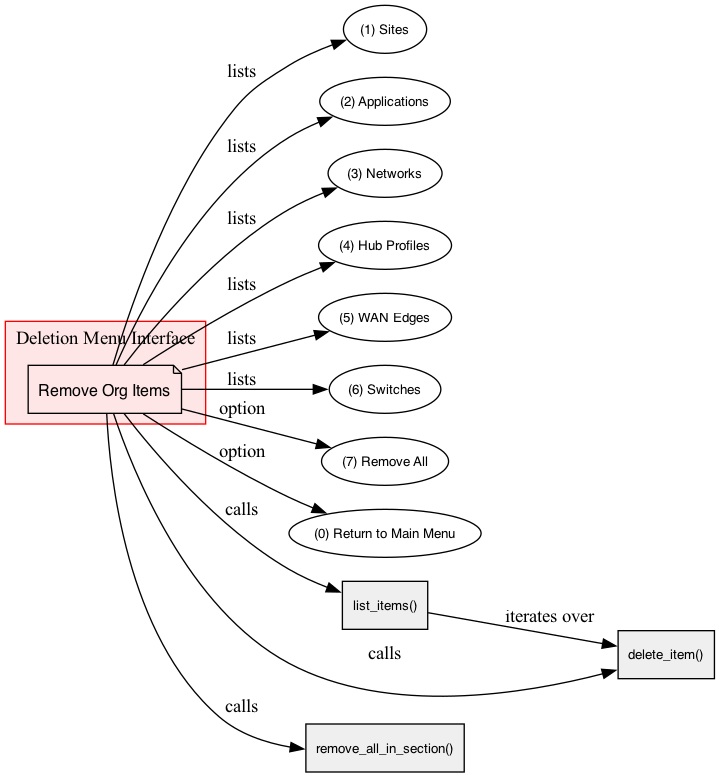 (1) Sites
lists
(2) Applications
lists
(3) Networks
lists
(4) Hub Profiles
lists
(5) WAN Edges
lists
Deletion Menu Interface
Remove Org Items
lists
(6) Switches
option
(7) Remove All
option
(0) Return to Main Menu
calls
list_items()
iterates over
delete_item()
calls
calls
remove_all_in_section()